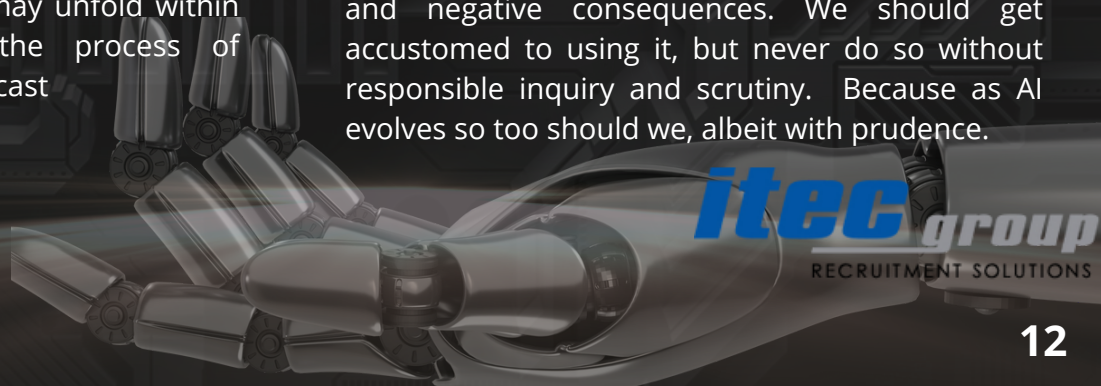 may unfold within
the process of
cast
and negative consequences. We should get
accustomed to using it, but never do so without
responsible inquiry and scrutiny. Because as AI
evolves so too should we, albeit with prudence.
itec group
RECRUITMENT SOLUTIONS
12